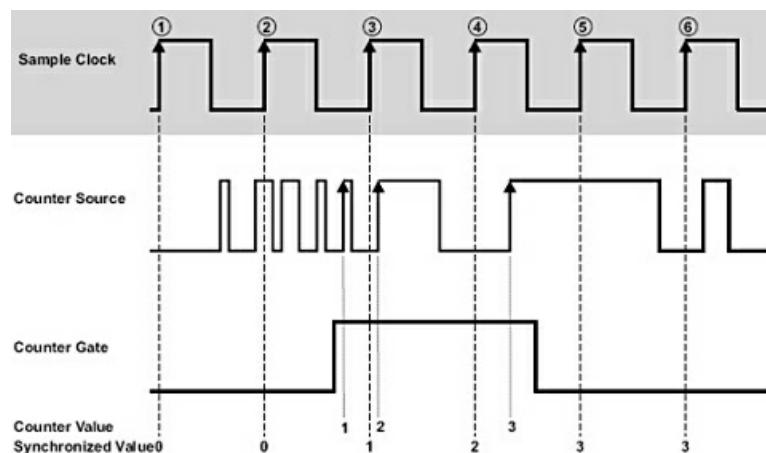 ① ② ③ ④ ⑤ ⑥
Sample Clock
Counter Source
Counter Gate
Counter Value 1 2 3
Synchronized Value0 0 1 2 3 3